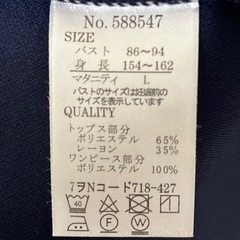 No. 588547
SIZE
バスト 86〜94
身長 154〜162
マタニティ L
バストのサイズは妊娠前の
サイズを表示しています
QUALITY
トップス部分
ポリエステル 65%
レーヨン 35%
ワンピース部分
ポリエステル 100%
7ヲNコード718-427
40